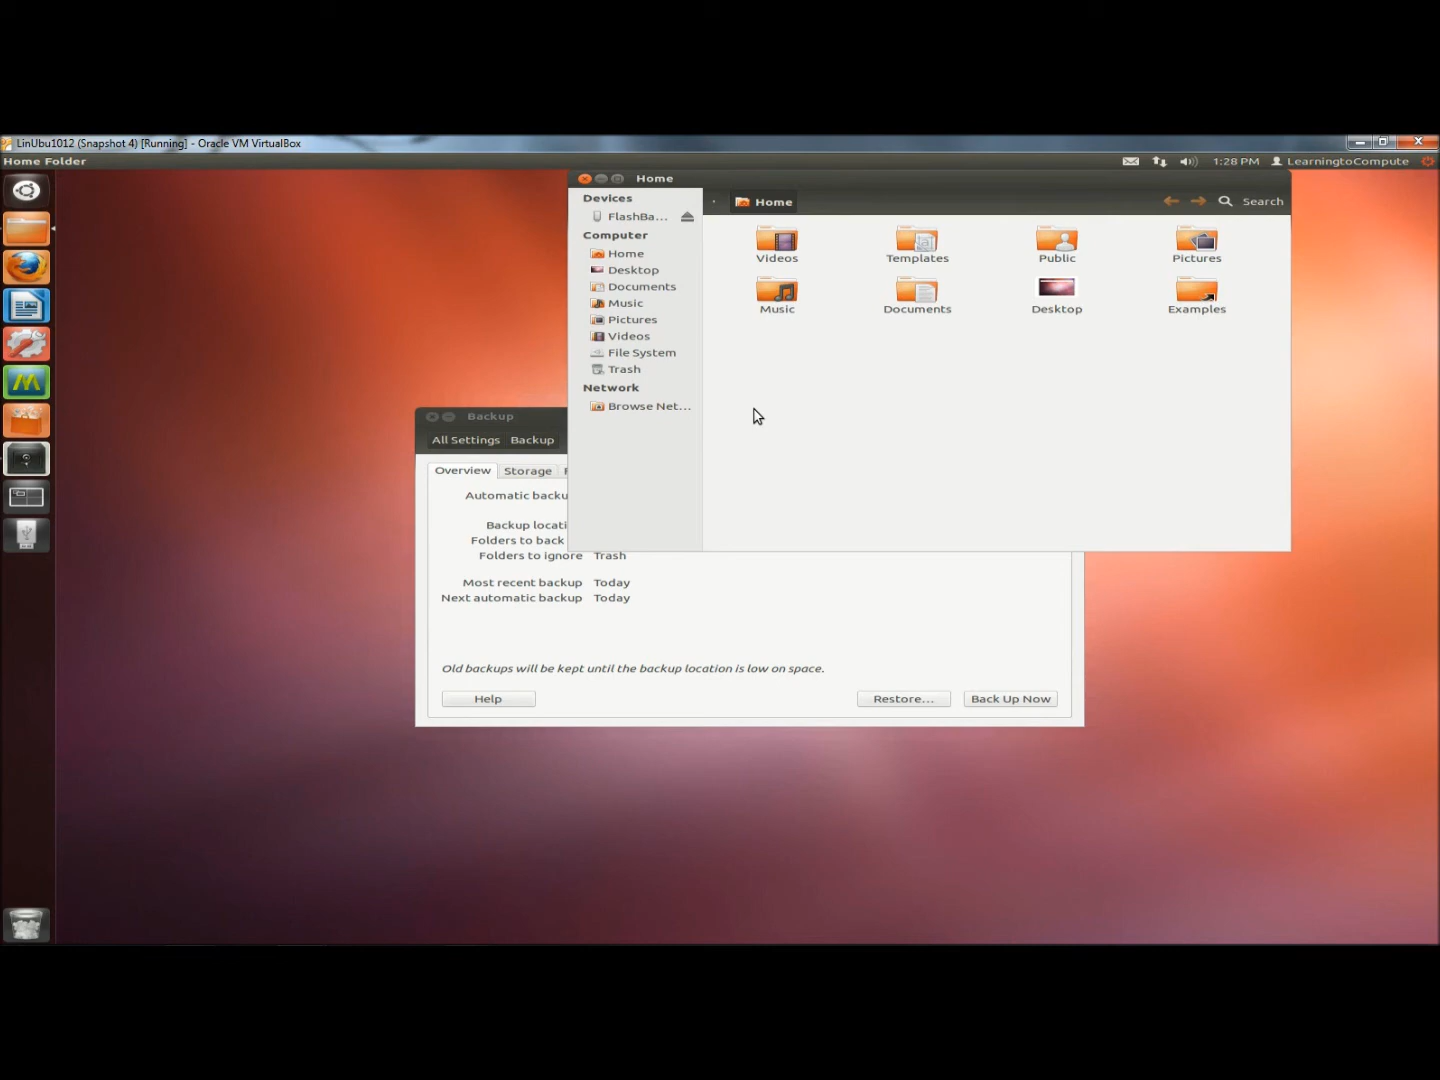 LinUbu1012 (Snapshot 4) [Running] - Oracle VM VirtualBox
Home Folder
1:28 PM
LearningtoCompute
Home
Devices
FlashBa...
Computer
Home
Desktop
Documents
Music
Pictures
Videos
File System
Trash
Network
Browse Net...
Home
Search
Videos
Templates
Public
Pictures
Music
Documents
Desktop
Examples
Backup
All Settings
Backup
Overview
Storage
Automatic backu
Backup locati
Folders to back
Folders to ignore Trash
Most recent backup Today
Next automatic backup Today
Old backups will be kept until the backup location is low on space.
Help
Restore...
Back Up Now